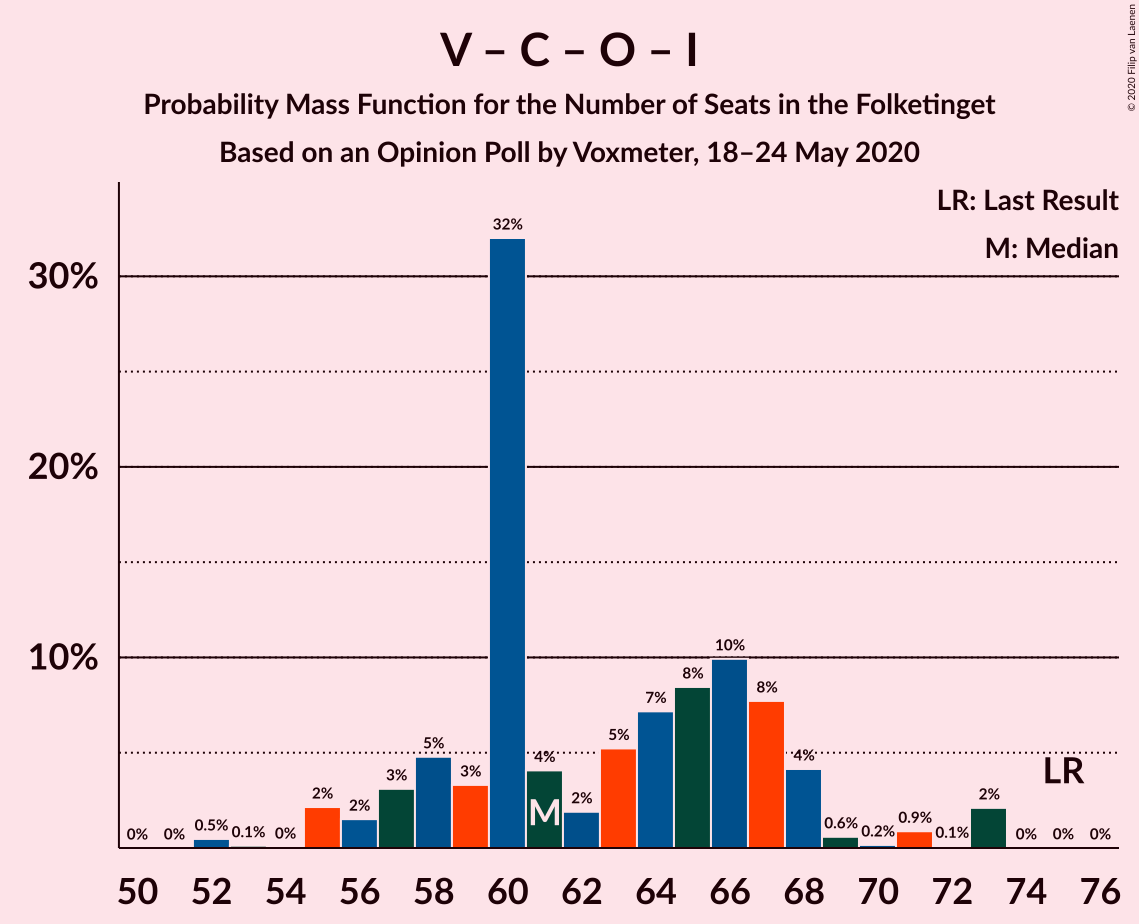 V – C – O – I
Probability Mass Function for the Number of Seats in the Folketinget
Based on an Opinion Poll by Voxmeter, 18–24 May 2020
© 2020 Filip van Laenen
LR: Last Result
M: Median
30%
20%
10%
0% 0% 0.5% 0.1% 0% 2% 2% 3% 5% 3% 32% 4% 2% 5% 7% 8% 10% 8% 4% 0.6% 0.2% 0.9% 0.1% 2% 0% 0% 0%
M
LR
50 52 54 56 58 60 62 64 66 68 70 72 74 76